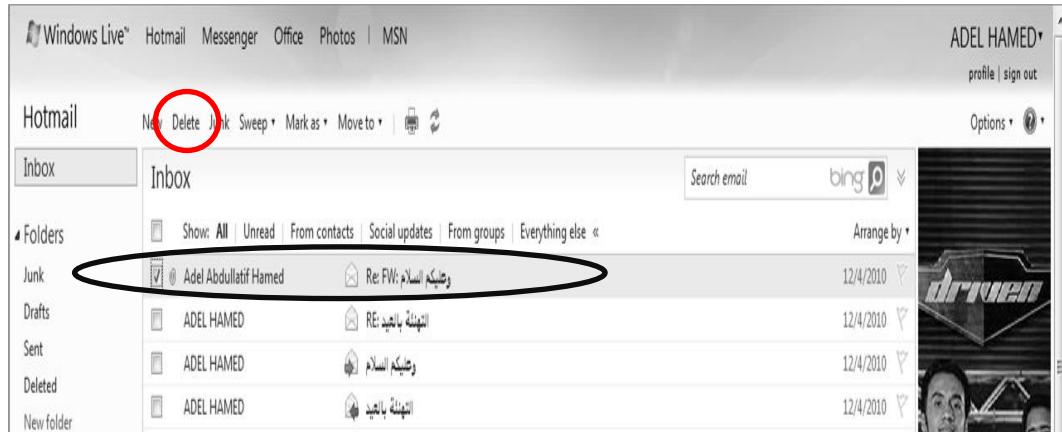 Windows Live™ Hotmail Messenger Office Photos | MSN ADEL HAMED
profile | sign out
Hotmail New Delete Junk Sweep Mark as Move to Options
Inbox
Inbox Search email bing
Folders
Show: All Unread From contacts Social updates From groups Everything else « Arrange by
Junk
Adel Abdullatif Hamed Re: FW: وعليكم السلام 12/4/2010
Drafts
ADEL HAMED RE: التهنئة بالعيد 12/4/2010
Sent
ADEL HAMED وعليكم السلام 12/4/2010
Deleted
ADEL HAMED التهنئة بالعيد 12/4/2010
New folder
driven